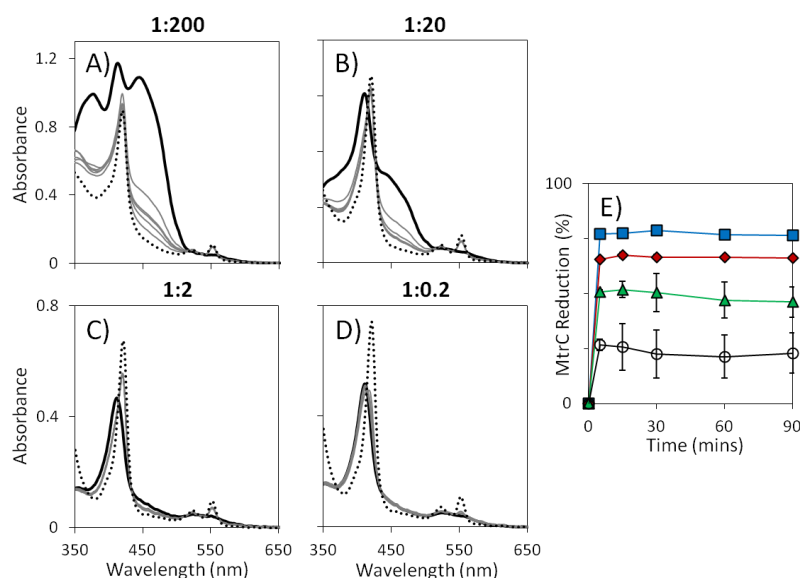 1:200
1:20
A)
B)
1.2
0.8
0.4
0
Absorbance
1:2
1:0.2
C)
D)
0.8
0.4
0
Absorbance
350 450 550 650
350 450 550 650
Wavelength (nm)
Wavelength (nm)
E)
100
0
MtrC Reduction (%)
0 30 60 90
Time (mins)